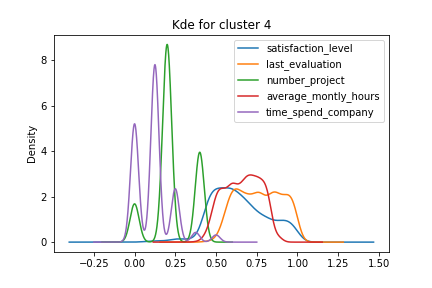 Kde for cluster 4
satisfaction_level
last_evaluation
number_project
average_montly_hours
time_spend_company
Density
8
6
4
2
0
−0.25 0.00 0.25 0.50 0.75 1.00 1.25 1.50